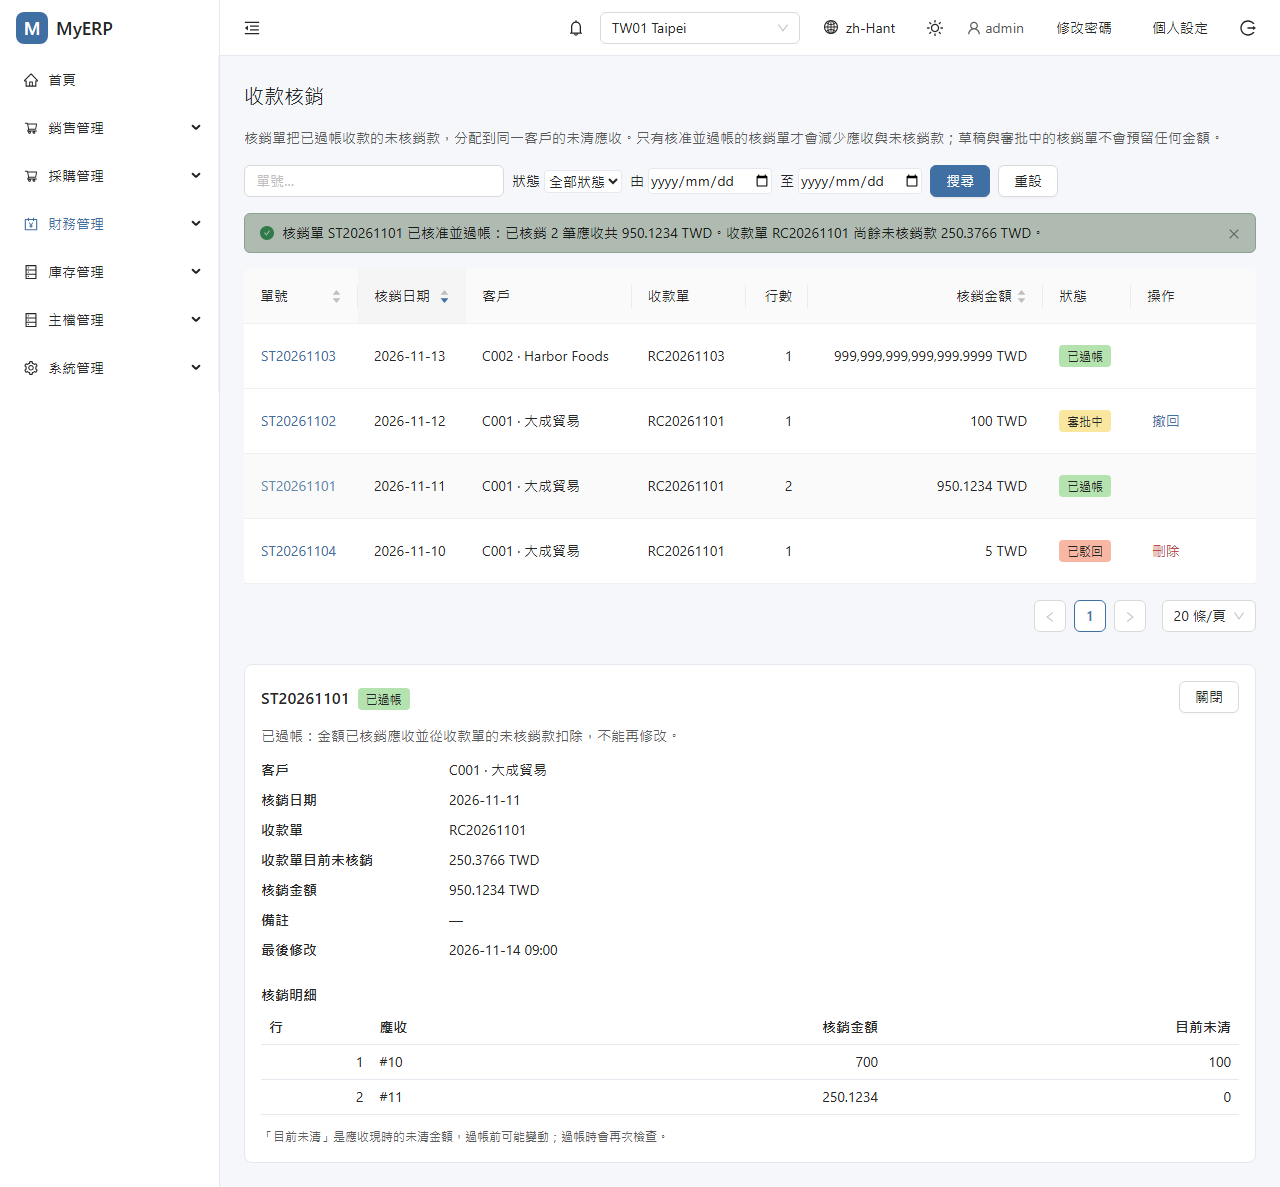 M MyERP
TW01 Taipei
zh-Hant
admin
修改密碼
個人設定
首頁
銷售管理
採購管理
財務管理
庫存管理
主檔管理
系統管理
收款核銷
核銷單把已過帳收款的未核銷款，分配到同一客戶的未清應收。只有核准並過帳的核銷單才會減少應收與未核銷款；草稿與審批中的核銷單不會預留任何金額。
單號... 狀態 全部狀態 由 yyyy/mm/dd 至 yyyy/mm/dd 搜尋 重設
核銷單 ST20261101 已核准並過帳：已核銷 2 筆應收共 950.1234 TWD。收款單 RC20261101 尚餘未核銷款 250.3766 TWD。
單號 核銷日期 客戶 收款單 行數 核銷金額 狀態 操作
ST20261103 2026-11-13 C002 · Harbor Foods RC20261103 1 999,999,999,999,999.9999 TWD 已過帳
ST20261102 2026-11-12 C001 · 大成貿易 RC20261101 1 100 TWD 審批中 撤回
ST20261101 2026-11-11 C001 · 大成貿易 RC20261101 2 950.1234 TWD 已過帳
ST20261104 2026-11-10 C001 · 大成貿易 RC20261101 1 5 TWD 已駁回 刪除
1 20 條/頁
ST20261101 已過帳 關閉
已過帳：金額已核銷應收並從收款單的未核銷款扣除，不能再修改。
客戶 C001 · 大成貿易
核銷日期 2026-11-11
收款單 RC20261101
收款單目前未核銷 250.3766 TWD
核銷金額 950.1234 TWD
備註 —
最後修改 2026-11-14 09:00
核銷明細
行 應收 核銷金額 目前未清
1 #10 700 100
2 #11 250.1234 0
「目前未清」是應收現時的未清金額，過帳前可能變動；過帳時會再次檢查。